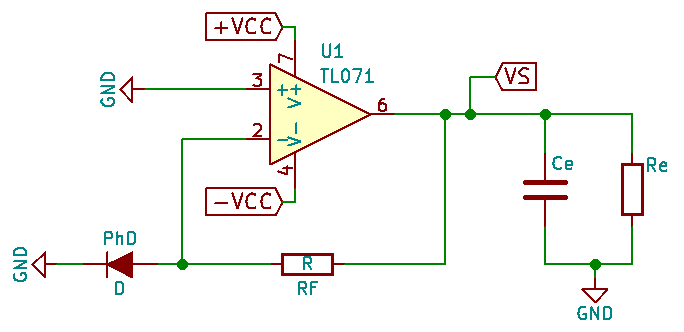 +VCC
U1
TL071
7
3
+
V+
6
VS
GND
2
-
V-
4
-VCC
Ce
Re
PhD
GND
D
R
RF
GND